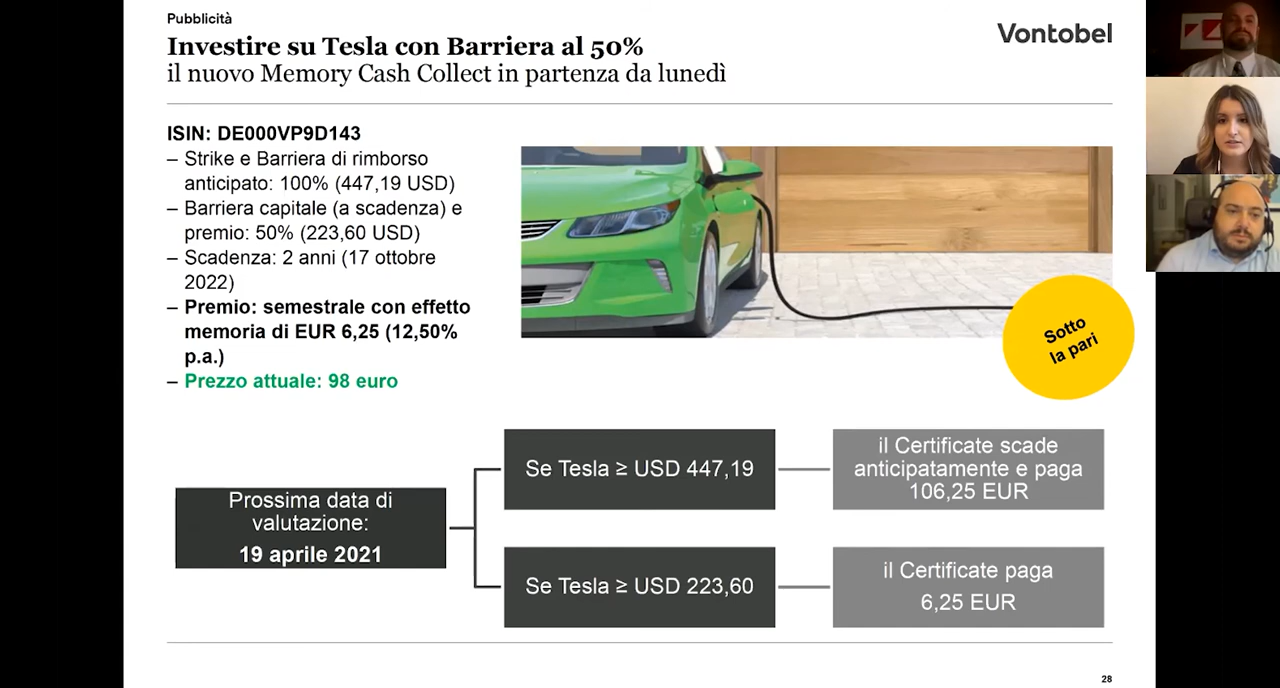 Pubblicità
Investire su Tesla con Barriera al 50%
il nuovo Memory Cash Collect in partenza da lunedì
Vontobel
ISIN: DE000VP9D143
– Strike e Barriera di rimborso
anticipato: 100% (447,19 USD)
– Barriera capitale (a scadenza) e
premio: 50% (223,60 USD)
– Scadenza: 2 anni (17 ottobre
2022)
– Premio: semestrale con effetto
memoria di EUR 6,25 (12,50%
p.a.)
– Prezzo attuale: 98 euro
Sotto
la pari
Prossima data di
valutazione:
19 aprile 2021
Se Tesla ≥ USD 447,19
il Certificate scade
anticipatamente e paga
106,25 EUR
Se Tesla ≥ USD 223,60
il Certificate paga
6,25 EUR
28